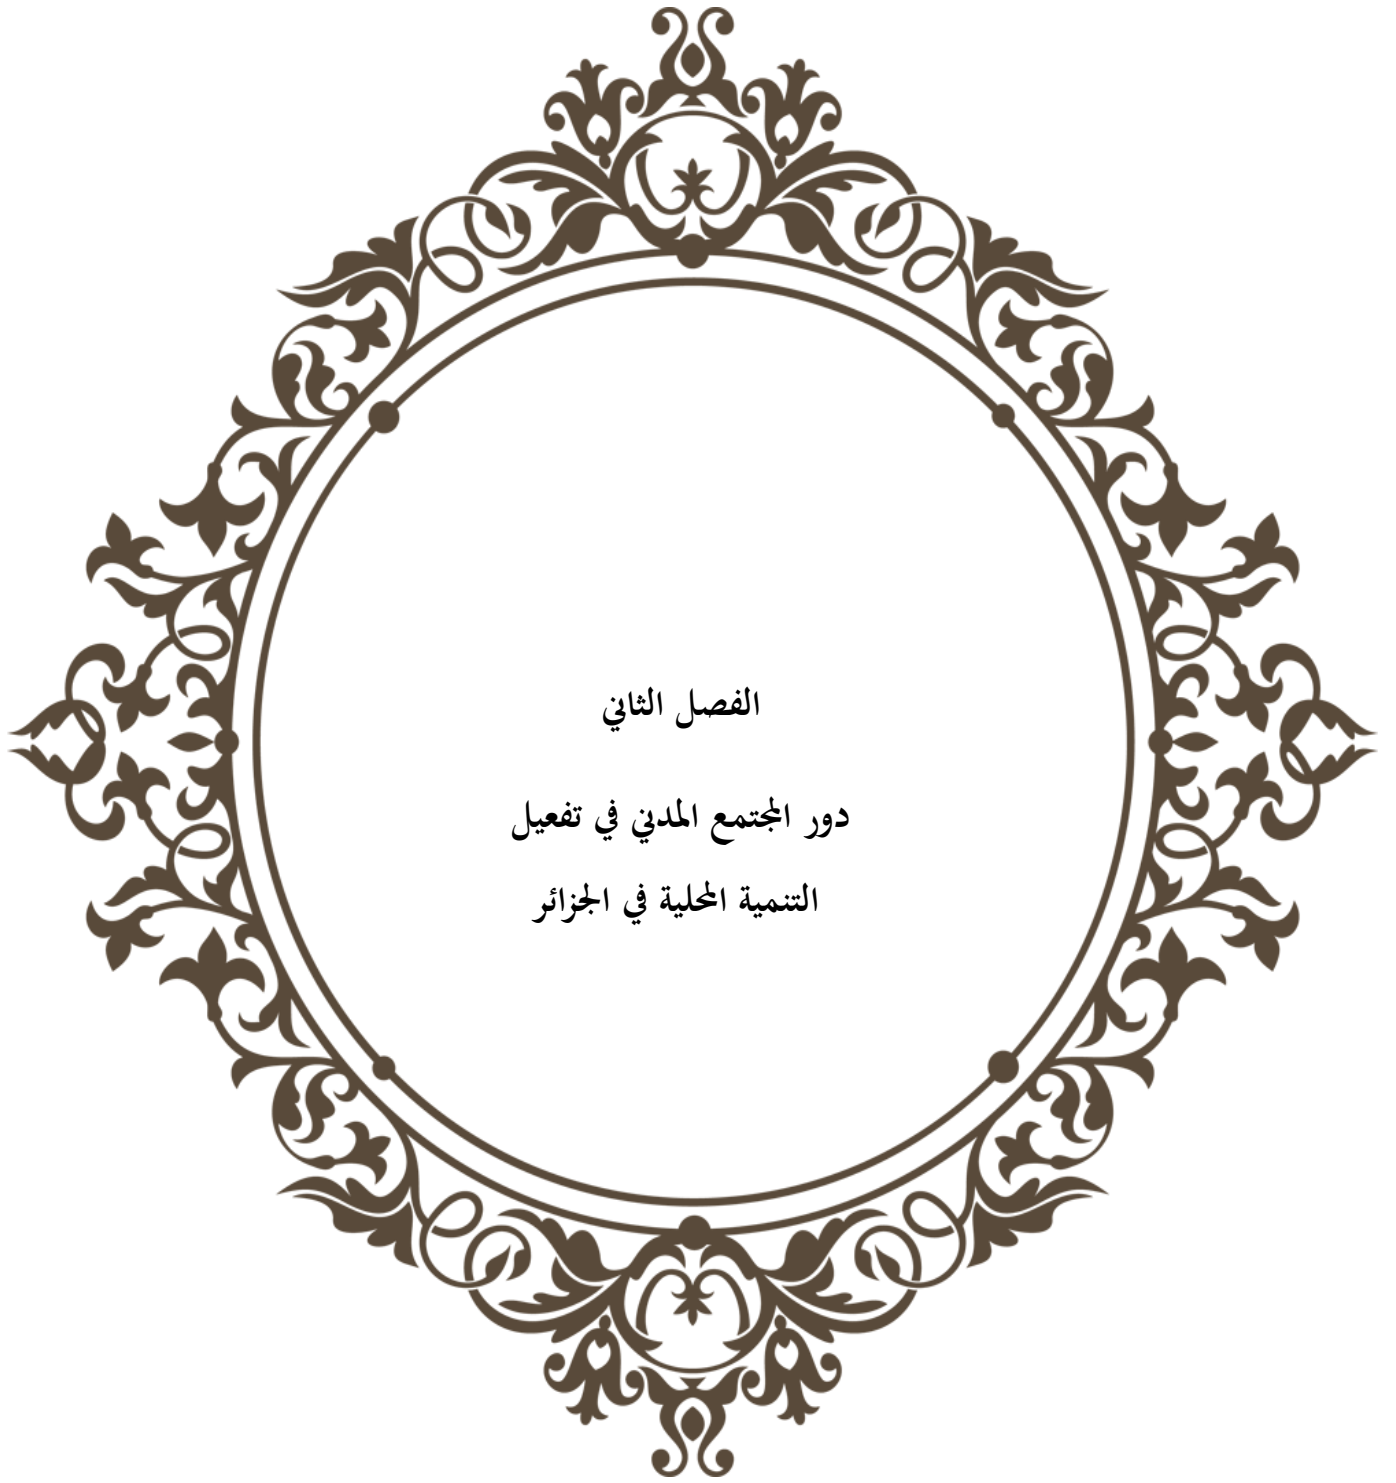 الفصل الثاني
دور المجتمع المدني في تفعيل
التنمية المحلية في الجزائر